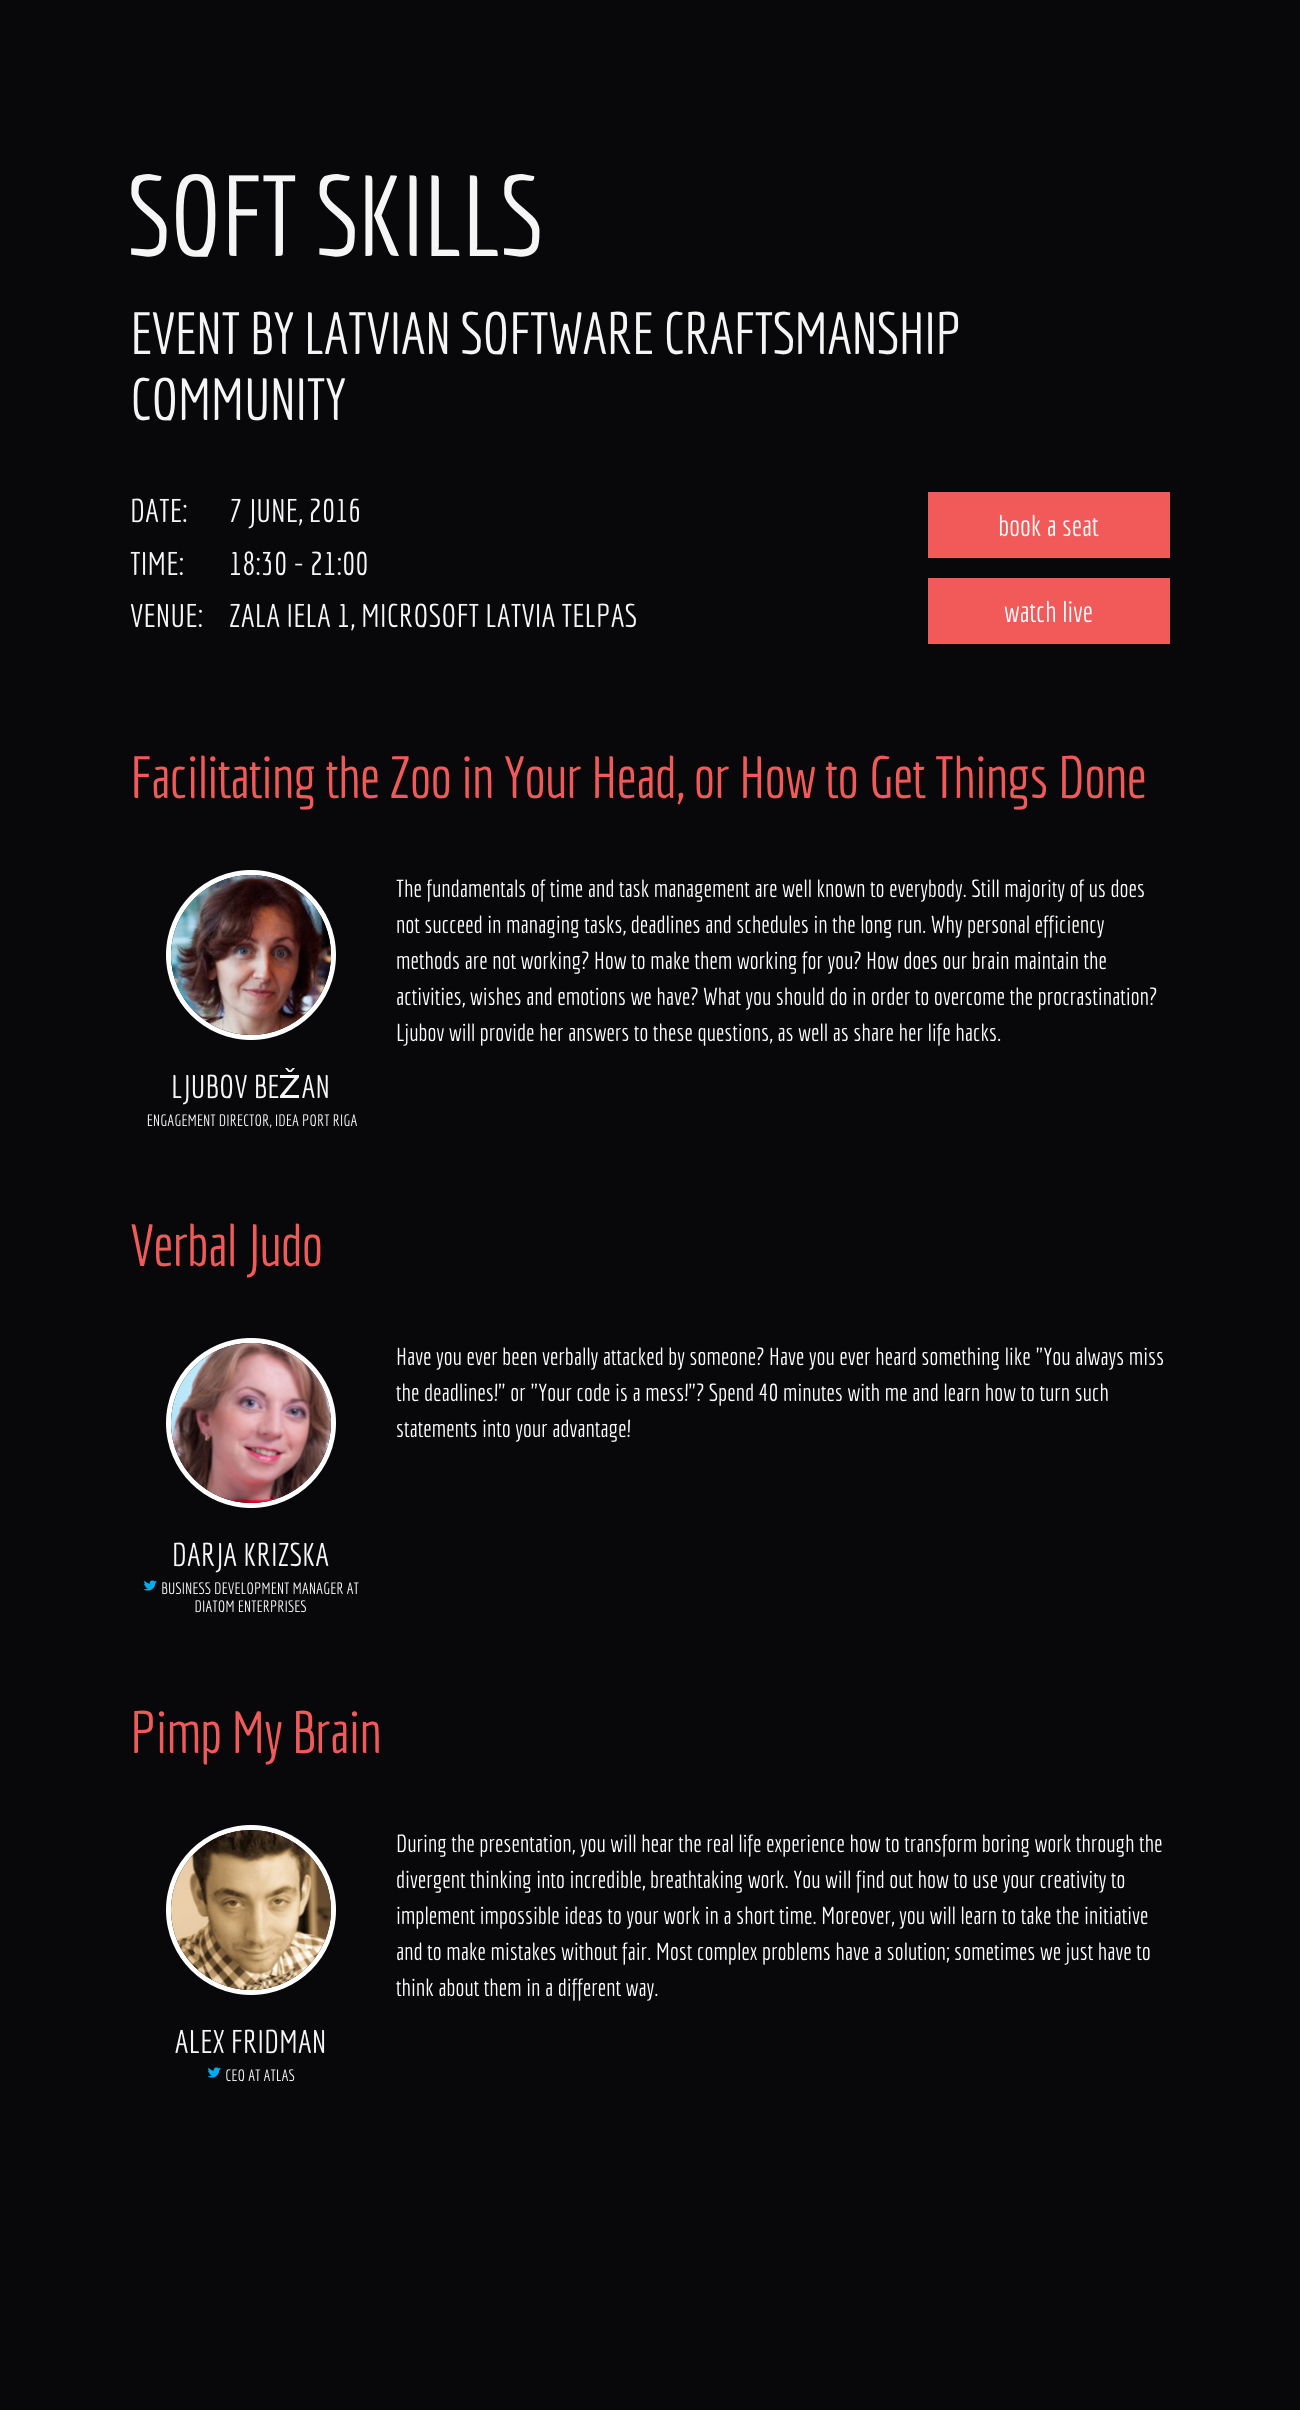 SOFT SKILLS
EVENT BY LATVIAN SOFTWARE CRAFTSMANSHIP
COMMUNITY
DATE: 7 JUNE, 2016
TIME: 18:30 - 21:00
VENUE: ZALA IELA 1, MICROSOFT LATVIA TELPAS
book a seat
watch live
Facilitating the Zoo in Your Head, or How to Get Things Done
The fundamentals of time and task management are well known to everybody. Still majority of us does
not succeed in managing tasks, deadlines and schedules in the long run. Why personal efficiency
methods are not working? How to make them working for you? How does our brain maintain the
activities, wishes and emotions we have? What you should do in order to overcome the procrastination?
Ljubov will provide her answers to these questions, as well as share her life hacks.
LJUBOV BEŽAN
ENGAGEMENT DIRECTOR, IDEA PORT RIGA
Verbal Judo
Have you ever been verbally attacked by someone? Have you ever heard something like "You always miss
the deadlines!" or "Your code is a mess!"? Spend 40 minutes with me and learn how to turn such
statements into your advantage!
DARJA KRIZSKA
BUSINESS DEVELOPMENT MANAGER AT
DIATOM ENTERPRISES
Pimp My Brain
During the presentation, you will hear the real life experience how to transform boring work through the
divergent thinking into incredible, breathtaking work. You will find out how to use your creativity to
implement impossible ideas to your work in a short time. Moreover, you will learn to take the initiative
and to make mistakes without fair. Most complex problems have a solution; sometimes we just have to
think about them in a different way.
ALEX FRIDMAN
CEO AT ATLAS